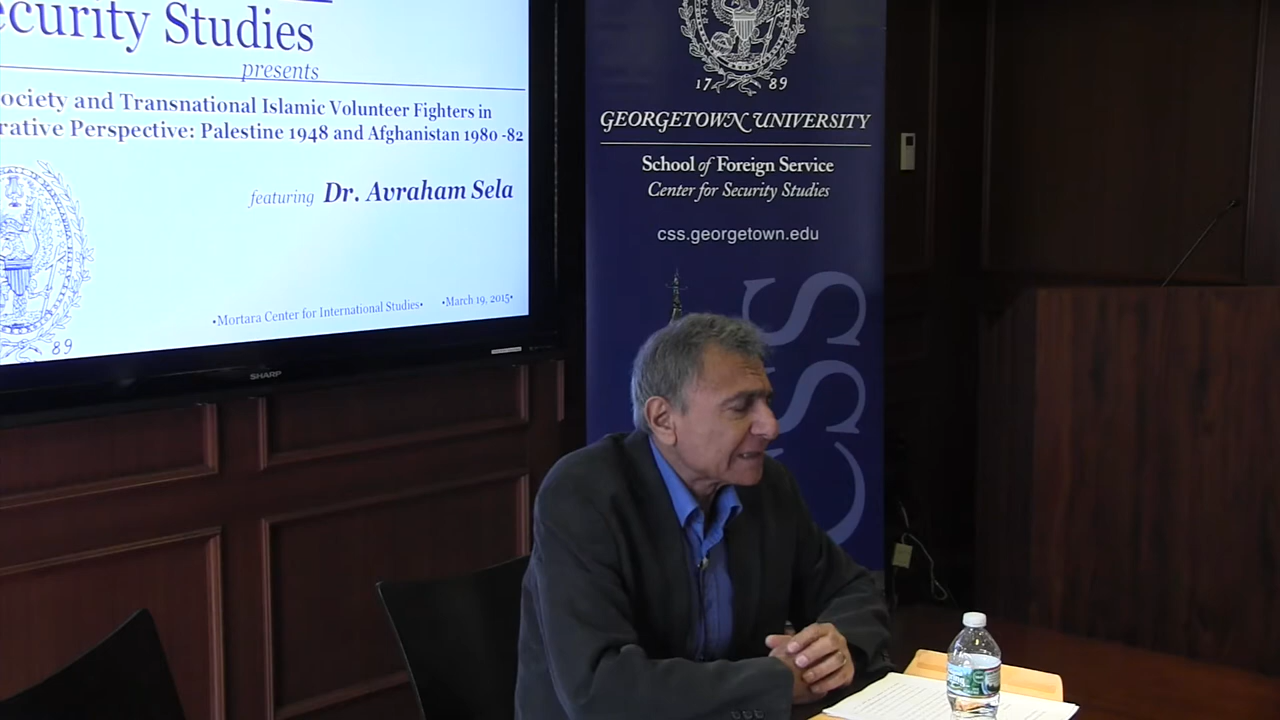 ecurity Studies
presents
ociety and Transnational Islamic Volunteer Fighters in
rative Perspective: Palestine 1948 and Afghanistan 1980 -82
featuring Dr. Avraham Sela
•Mortara Center for International Studies• •March 19, 2015•
89
SHARP
17 89
GEORGETOWN UNIVERSITY
School of Foreign Service
Center for Security Studies
css.georgetown.edu
CSS